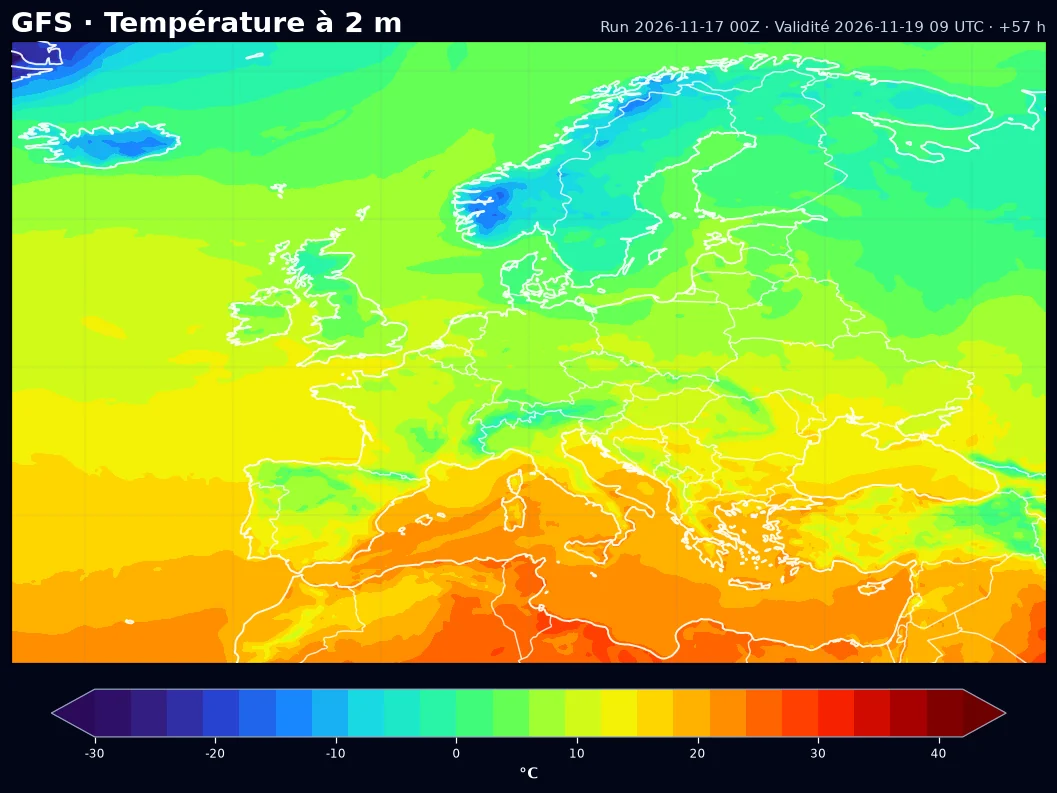 GFS · Température à 2 m
Run 2026-11-17 00Z · Validité 2026-11-19 09 UTC · +57 h
-30 -20 -10 0 10 20 30 40
°C